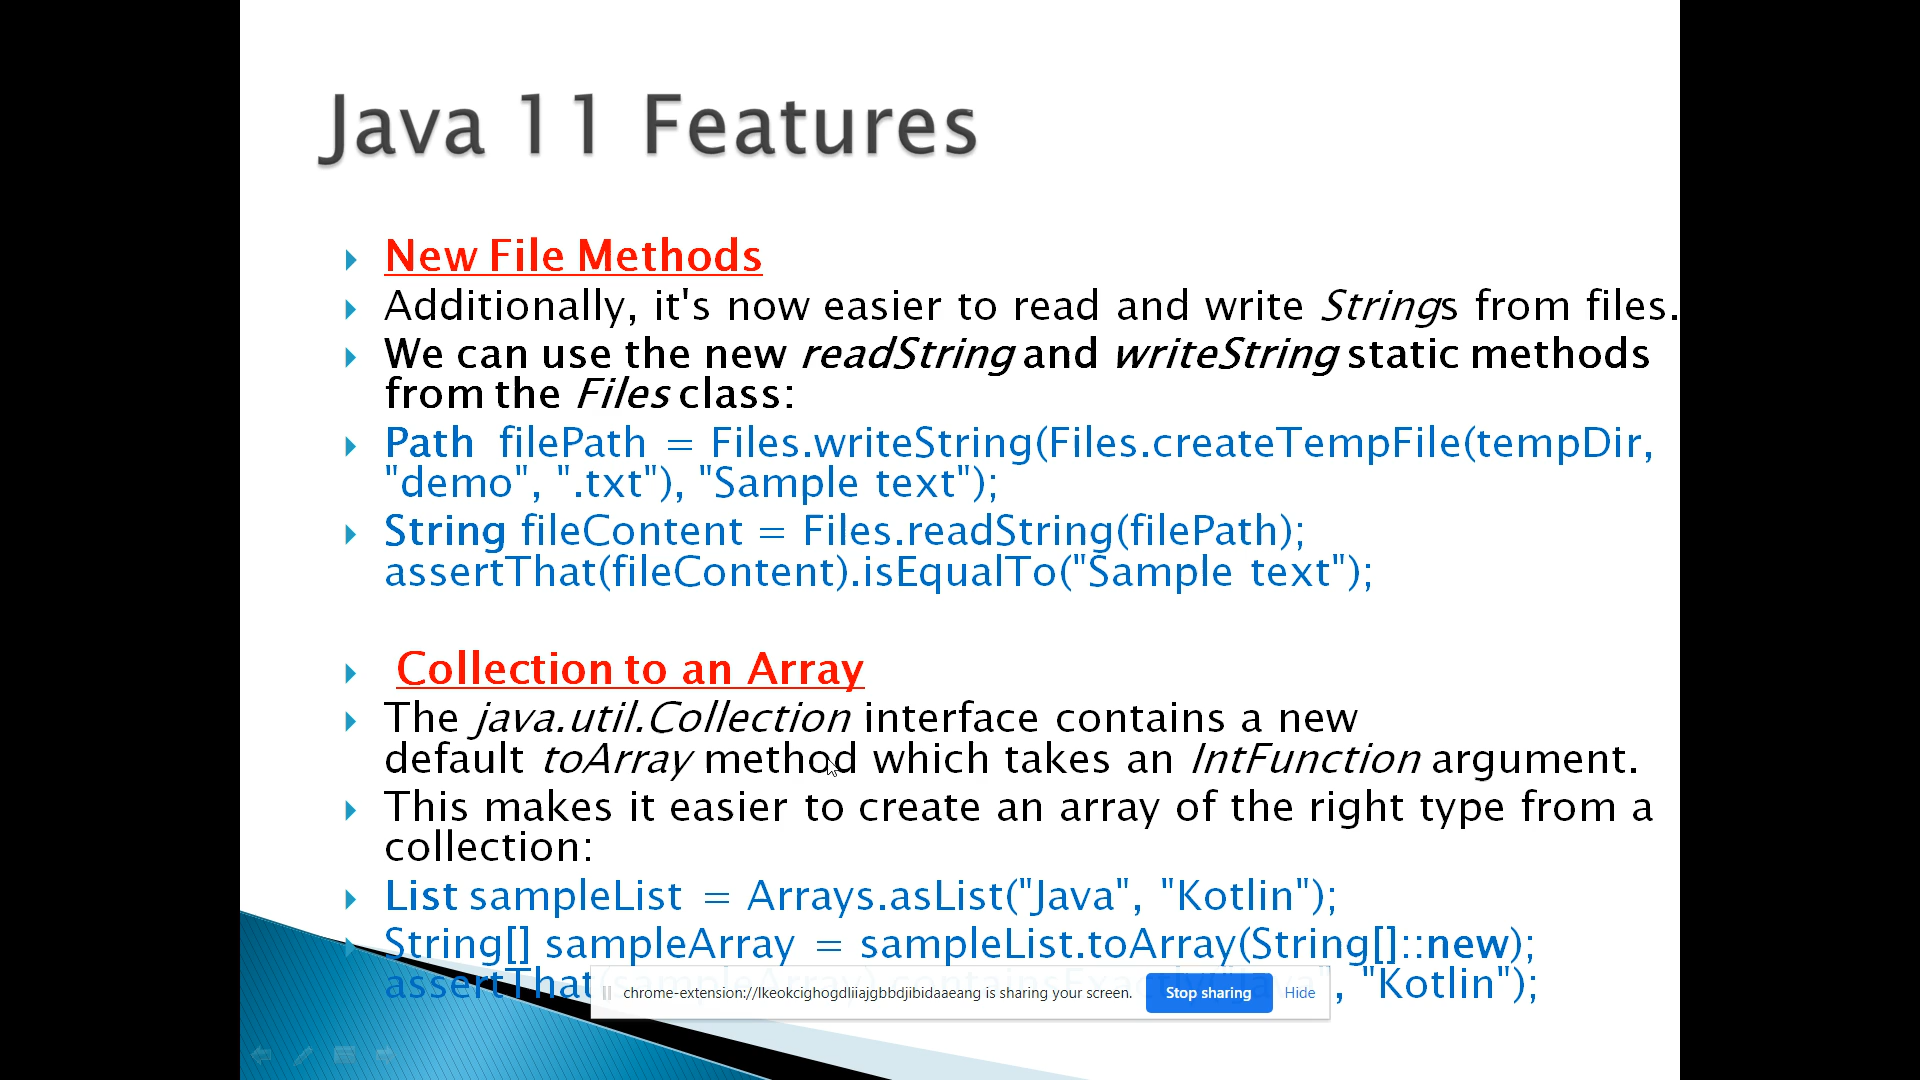 Java 11 Features
New File Methods
Additionally, it's now easier to read and write Strings from files.
We can use the new readString and writeString static methods
from the Files class:
Path filePath = Files.writeString(Files.createTempFile(tempDir,
"demo", ".txt"), "Sample text");
String fileContent = Files.readString(filePath);
assertThat(fileContent).isEqualTo("Sample text");
Collection to an Array
The java.util.Collection interface contains a new
default toArray method which takes an IntFunction argument.
This makes it easier to create an array of the right type from a
collection:
List sampleList = Arrays.asList("Java", "Kotlin");
String[] sampleArray = sampleList.toArray(String[]::new);
assertThat( , "Kotlin");
chrome-extension://lkeokcighogdliiajgbbdjibidaaeang is sharing your screen. Stop sharing Hide